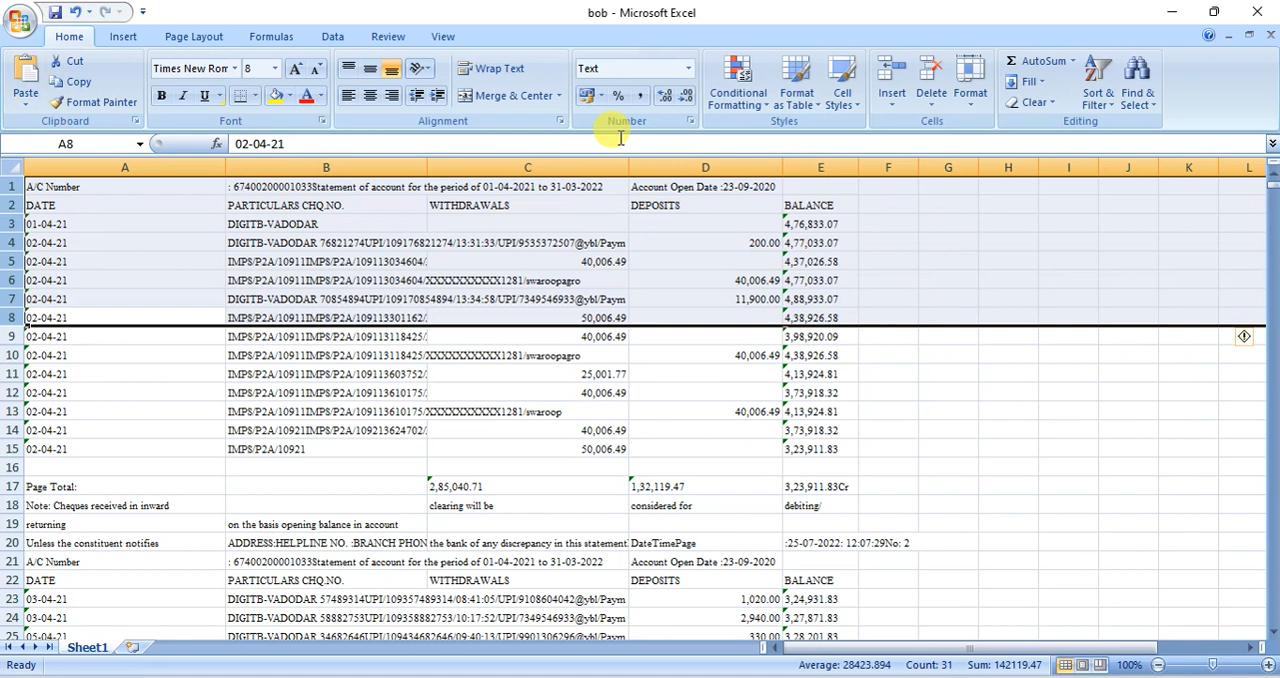 bob - Microsoft Excel
Home Insert Page Layout Formulas Data Review View
Paste Cut Copy Format Painter Clipboard
Times New Rom 8 B I U A A A Font
Wrap Text Merge & Center Alignment
Text % , Number
Conditional Formatting Format as Table Cell Styles Styles
Insert Delete Format Cells
Σ AutoSum Fill Clear Sort & Filter Find & Select Editing
A8 fx 02-04-21
A B C D E F G H I J K L
1 A/C Number : 67400200001033Statement of account for the period of 01-04-2021 to 31-03-2022 Account Open Date :23-09-2020
2 DATE PARTICULARS CHQ.NO. WITHDRAWALS DEPOSITS BALANCE
3 01-04-21 DIGITB-VADODAR 4,76,833.07
4 02-04-21 DIGITB-VADODAR 76821274UPI/109176821274/13:31:33/UPI/9535372507@ybl/Paym 200.00 4,77,033.07
5 02-04-21 IMPS/P2A/10911IMPS/P2A/109113034604/ 40,006.49 4,37,026.58
6 02-04-21 IMPS/P2A/10911IMPS/P2A/109113034604/XXXXXXXXXX1281/swaroopagro 40,006.49 4,77,033.07
7 02-04-21 DIGITB-VADODAR 70854894UPI/109170854894/13:34:58/UPI/7349546933@ybl/Paym 11,900.00 4,88,933.07
8 02-04-21 IMPS/P2A/10911IMPS/P2A/109113301162/ 50,006.49 4,38,926.58
9 02-04-21 IMPS/P2A/10911IMPS/P2A/109113118425/ 40,006.49 3,98,920.09
10 02-04-21 IMPS/P2A/10911IMPS/P2A/109113118425/XXXXXXXXXX1281/swaroopagro 40,006.49 4,38,926.58
11 02-04-21 IMPS/P2A/10911IMPS/P2A/109113603752/ 25,001.77 4,13,924.81
12 02-04-21 IMPS/P2A/10911IMPS/P2A/109113610175/ 40,006.49 3,73,918.32
13 02-04-21 IMPS/P2A/10911IMPS/P2A/109113610175/XXXXXXXXXX1281/swaroop 40,006.49 4,13,924.81
14 02-04-21 IMPS/P2A/10921IMPS/P2A/109213624702/ 40,006.49 3,73,918.32
15 02-04-21 IMPS/P2A/10921 50,006.49 3,23,911.83
16
17 Page Total: 2,85,040.71 1,32,119.47 3,23,911.83Cr
18 Note: Cheques received in inward clearing will be considered for debiting/
19 returning on the basis opening balance in account
20 Unless the constituent notifies ADDRESS:HELPLINE NO. :BRANCH PHON the bank of any discrepancy in this statement DateTimePage :25-07-2022: 12:07:29No: 2
21 A/C Number : 67400200001033Statement of account for the period of 01-04-2021 to 31-03-2022 Account Open Date :23-09-2020
22 DATE PARTICULARS CHQ.NO. WITHDRAWALS DEPOSITS BALANCE
23 03-04-21 DIGITB-VADODAR 57489314UPI/109357489314/08:41:05/UPI/9108604042@ybl/Paym 1,020.00 3,24,931.83
24 03-04-21 DIGITB-VADODAR 58882753UPI/109358882753/10:17:52/UPI/7349546933@ybl/Paym 2,940.00 3,27,871.83
25 05-04-21 DIGITB-VADODAR 34682646UPI/109434682646/09:40:13/UPI/9901306296@ybl/Paym 330.00 3,28,201.83
Sheet1
Ready Average: 28423.894 Count: 31 Sum: 142119.47 100%